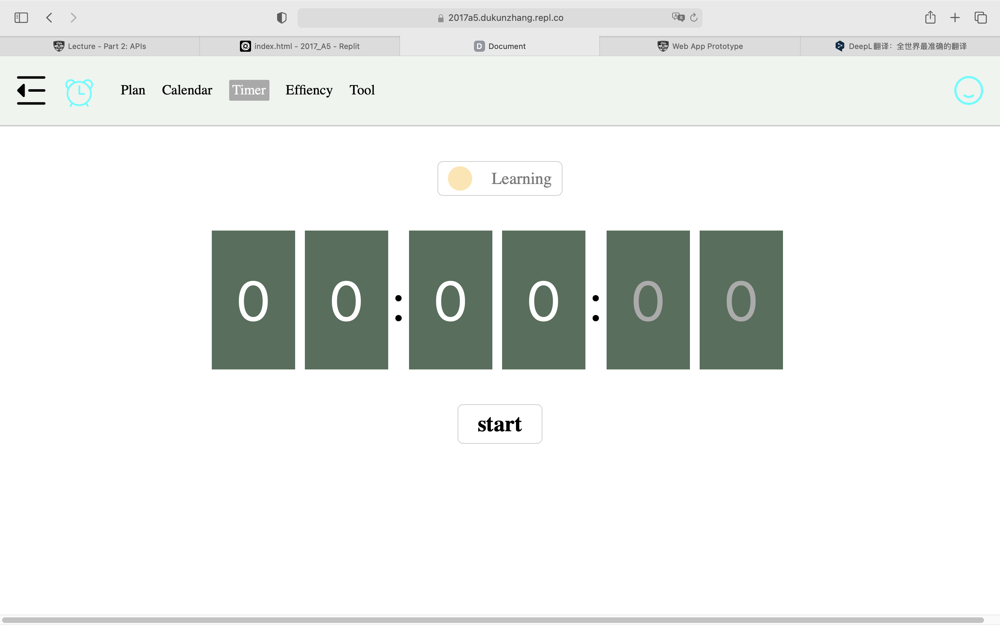 2017a5.dukunzhang.repl.co
Lecture - Part 2: APIs
index.html - 2017_A5 - Replit
D Document
Web App Prototype
DeepL翻译：全世界最准确的翻译
Plan Calendar Timer Effiency Tool
Learning
0 0 : 0 0 : 0 0
start